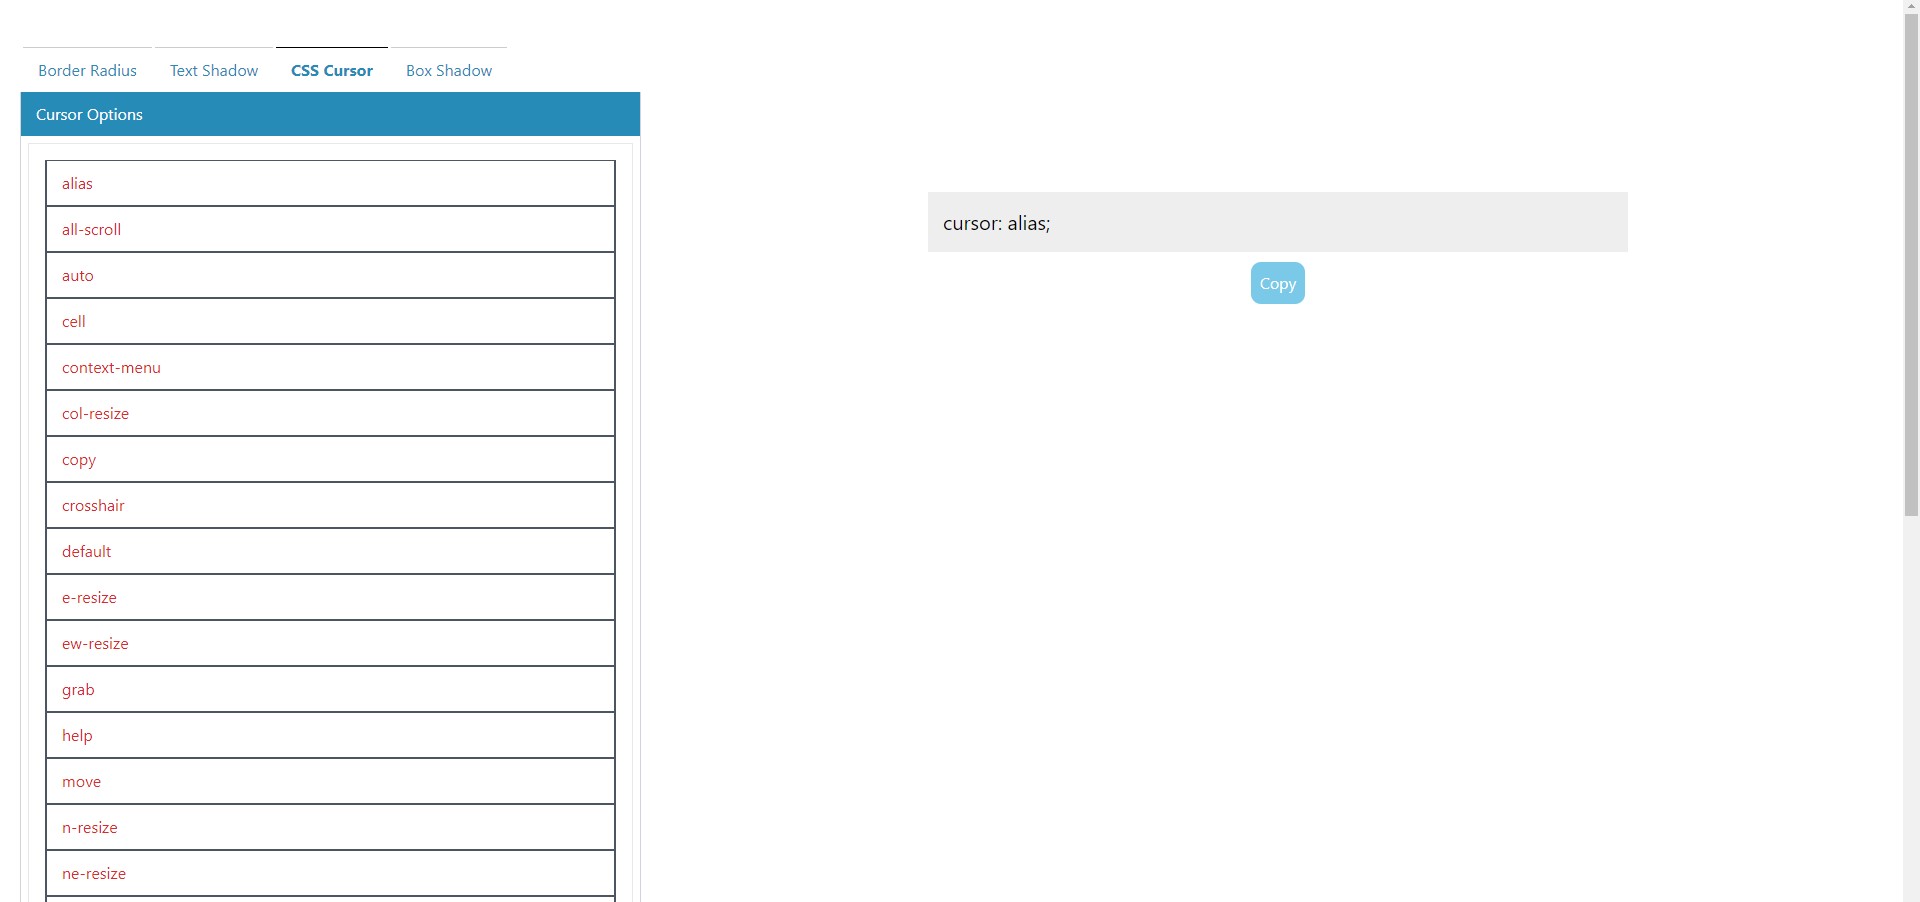 Border Radius
Text Shadow
CSS Cursor
Box Shadow
Cursor Options
alias
all-scroll
auto
cell
context-menu
col-resize
copy
crosshair
default
e-resize
ew-resize
grab
help
move
n-resize
ne-resize
cursor: alias;
Copy